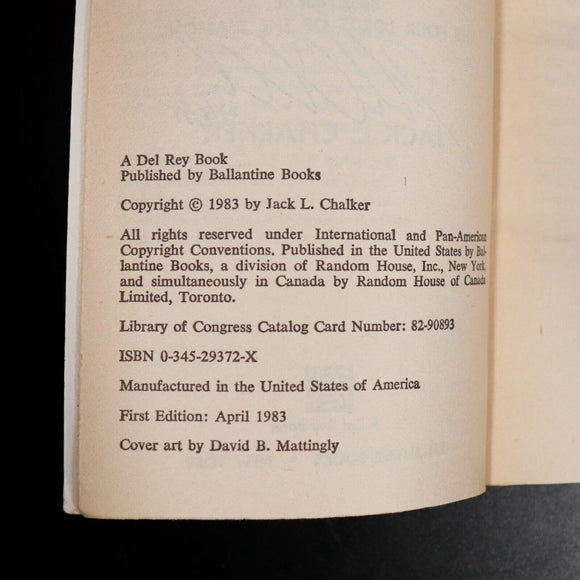 A Del Rey Book
Published by Ballantine Books
Copyright © 1983 by Jack L. Chalker
All rights reserved under International and Pan-American
Copyright Conventions. Published in the United States by Bal-
lantine Books, a division of Random House, Inc., New York,
and simultaneously in Canada by Random House of Canada
Limited, Toronto.
Library of Congress Catalog Card Number: 82-90893
ISBN 0-345-29372-X
Manufactured in the United States of America
First Edition: April 1983
Cover art by David B. Mattingly